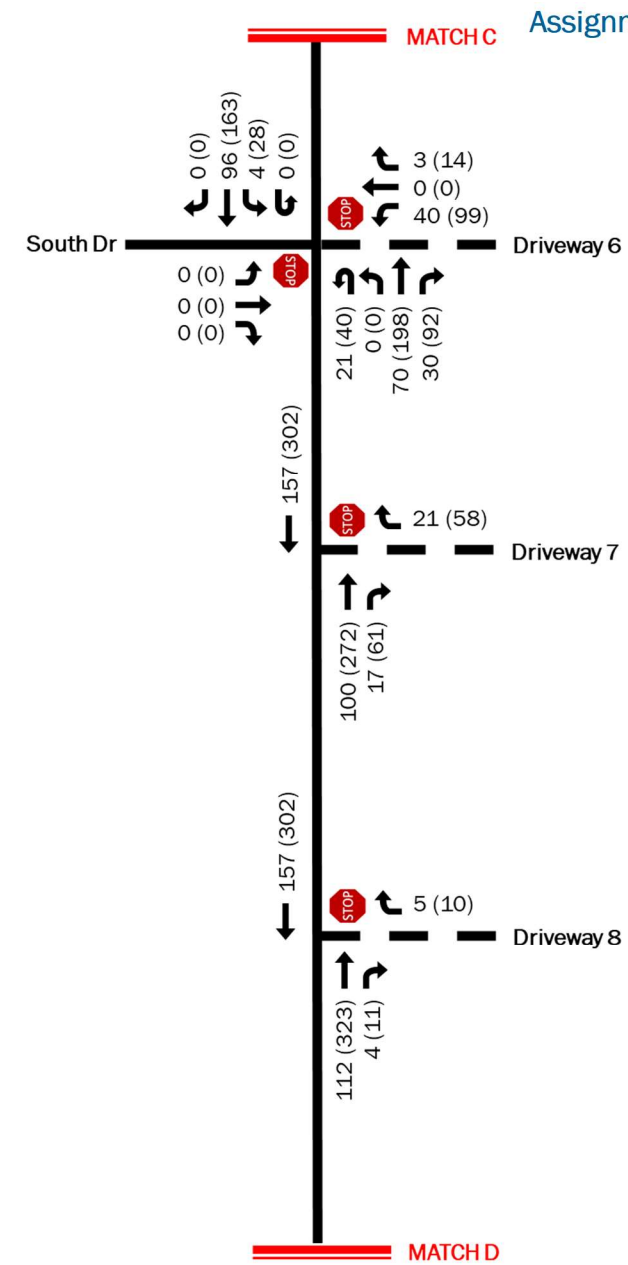 Assignm
MATCH C
0 (0)
96 (163)
4 (28)
0 (0)
3 (14)
0 (0)
40 (99)
STOP
South Dr
Driveway 6
STOP
0 (0)
0 (0)
0 (0)
21 (40)
0 (0)
70 (198)
30 (92)
157 (302)
STOP
21 (58)
Driveway 7
100 (272)
17 (61)
157 (302)
STOP
5 (10)
Driveway 8
112 (323)
4 (11)
MATCH D